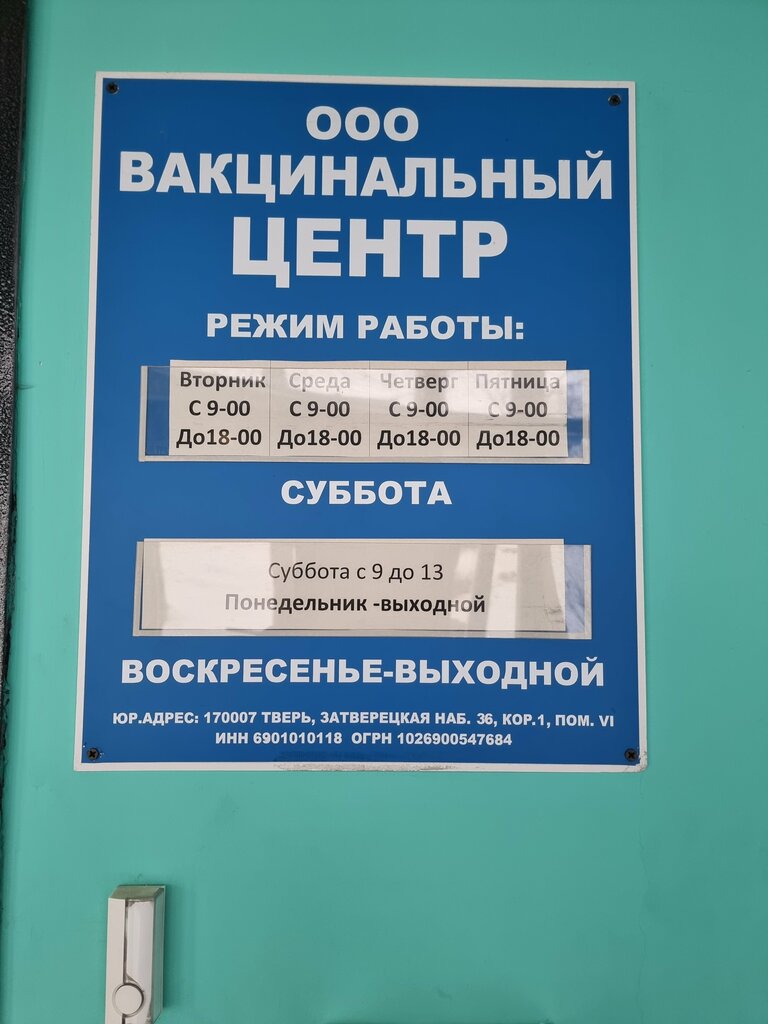 ООО
ВАКЦИНАЛЬНЫЙ
ЦЕНТР
РЕЖИМ РАБОТЫ:
Вторник Среда Четверг Пятница
С 9-00 С 9-00 С 9-00 С 9-00
До18-00 До18-00 До18-00 До18-00
СУББОТА
Суббота с 9 до 13
Понедельник -выходной
ВОСКРЕСЕНЬЕ-ВЫХОДНОЙ
ЮР.АДРЕС: 170007 ТВЕРЬ, ЗАТВЕРЕЦКАЯ НАБ. 36, КОР.1, ПОМ. VI
ИНН 6901010118 ОГРН 1026900547684